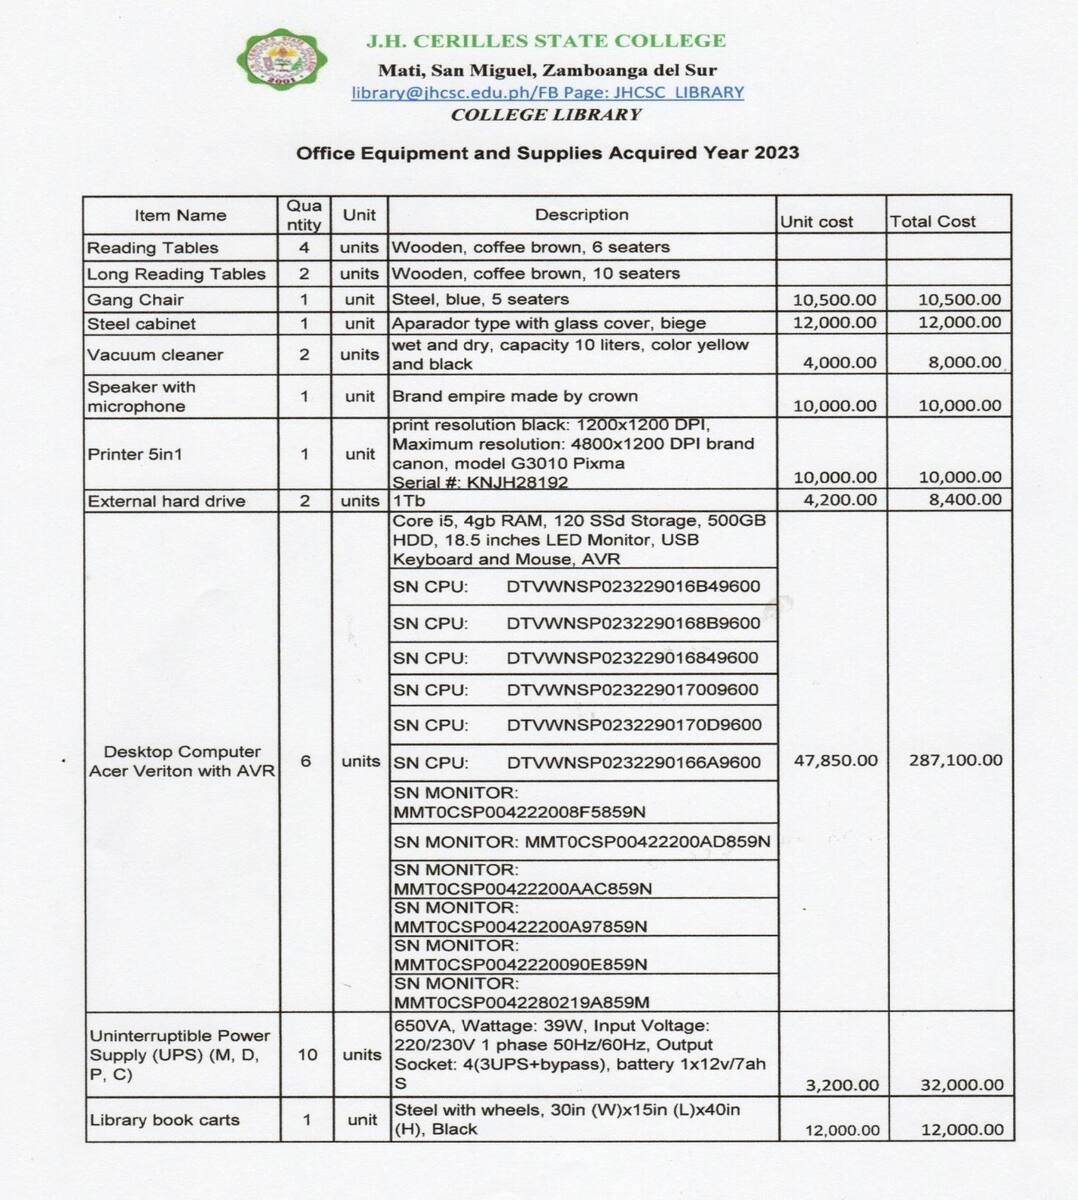 J.H. CERILLES STATE COLLEGE
Mati, San Miguel, Zamboanga del Sur
library@jhcsc.edu.ph/FB Page: JHCSC LIBRARY
COLLEGE LIBRARY
2001
Office Equipment and Supplies Acquired Year 2023
Item Name Qua ntity Unit Description Unit cost Total Cost
Reading Tables 4 units Wooden, coffee brown, 6 seaters
Long Reading Tables 2 units Wooden, coffee brown, 10 seaters
Gang Chair 1 unit Steel, blue, 5 seaters 10,500.00 10,500.00
Steel cabinet 1 unit Aparador type with glass cover, biege 12,000.00 12,000.00
Vacuum cleaner 2 units wet and dry, capacity 10 liters, color yellow
and black 4,000.00 8,000.00
Speaker with
microphone 1 unit Brand empire made by crown 10,000.00 10,000.00
Printer 5in1 1 unit print resolution black: 1200x1200 DPI,
Maximum resolution: 4800x1200 DPI brand
canon, model G3010 Pixma
Serial #: KNJH28192 10,000.00 10,000.00
External hard drive 2 units 1Tb 4,200.00 8,400.00
Desktop Computer
Acer Veriton with AVR 6 units Core i5, 4gb RAM, 120 SSd Storage, 500GB
HDD, 18.5 inches LED Monitor, USB
Keyboard and Mouse, AVR
SN CPU: DTVWNSP023229016B49600
SN CPU: DTVWNSP0232290168B9600
SN CPU: DTVWNSP023229016849600
SN CPU: DTVWNSP023229017009600
SN CPU: DTVWNSP0232290170D9600
SN CPU: DTVWNSP0232290166A9600 47,850.00 287,100.00
SN MONITOR:
MMT0CSP004222008F5859N
SN MONITOR: MMT0CSP00422200AD859N
SN MONITOR:
MMT0CSP00422200AAC859N
SN MONITOR:
MMT0CSP00422200A97859N
SN MONITOR:
MMT0CSP0042220090E859N
SN MONITOR:
MMT0CSP0042280219A859M
Uninterruptible Power
Supply (UPS) (M, D,
P, C) 10 units 650VA, Wattage: 39W, Input Voltage:
220/230V 1 phase 50Hz/60Hz, Output
Socket: 4(3UPS+bypass), battery 1x12v/7ah
S 3,200.00 32,000.00
Library book carts 1 unit Steel with wheels, 30in (W)x15in (L)x40in
(H), Black 12,000.00 12,000.00